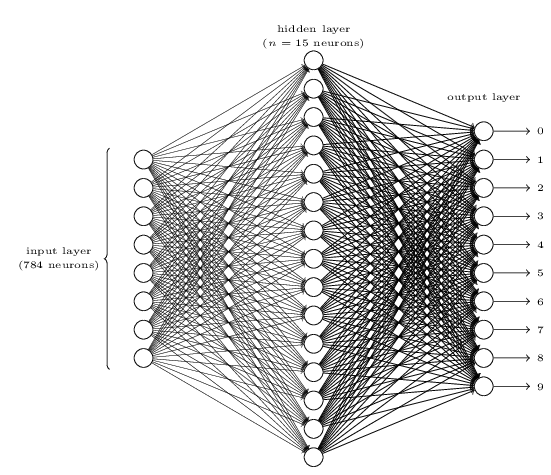 hidden layer
(n = 15 neurons)
output layer
0
1
2
3
4
5
6
7
8
9
input layer
(784 neurons)